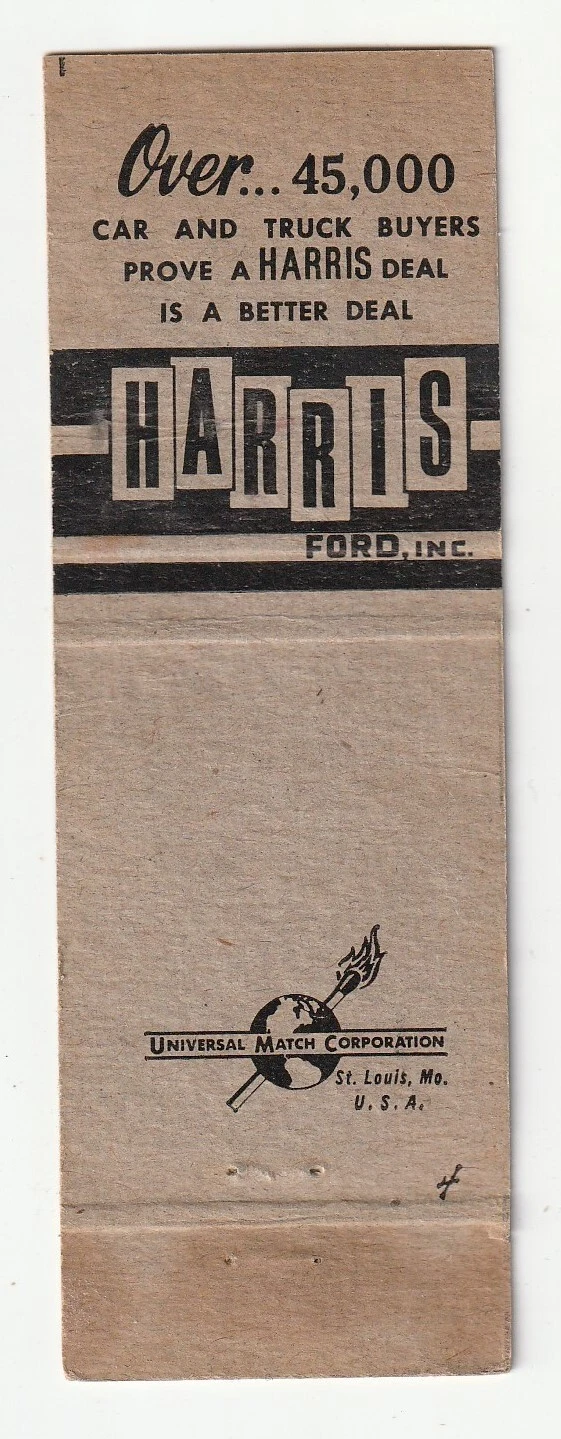 Over... 45,000
CAR AND TRUCK BUYERS
PROVE A HARRIS DEAL
IS A BETTER DEAL
HARRIS
FORD, INC.
UNIVERSAL MATCH CORPORATION
St. Louis, Mo.
U. S. A.